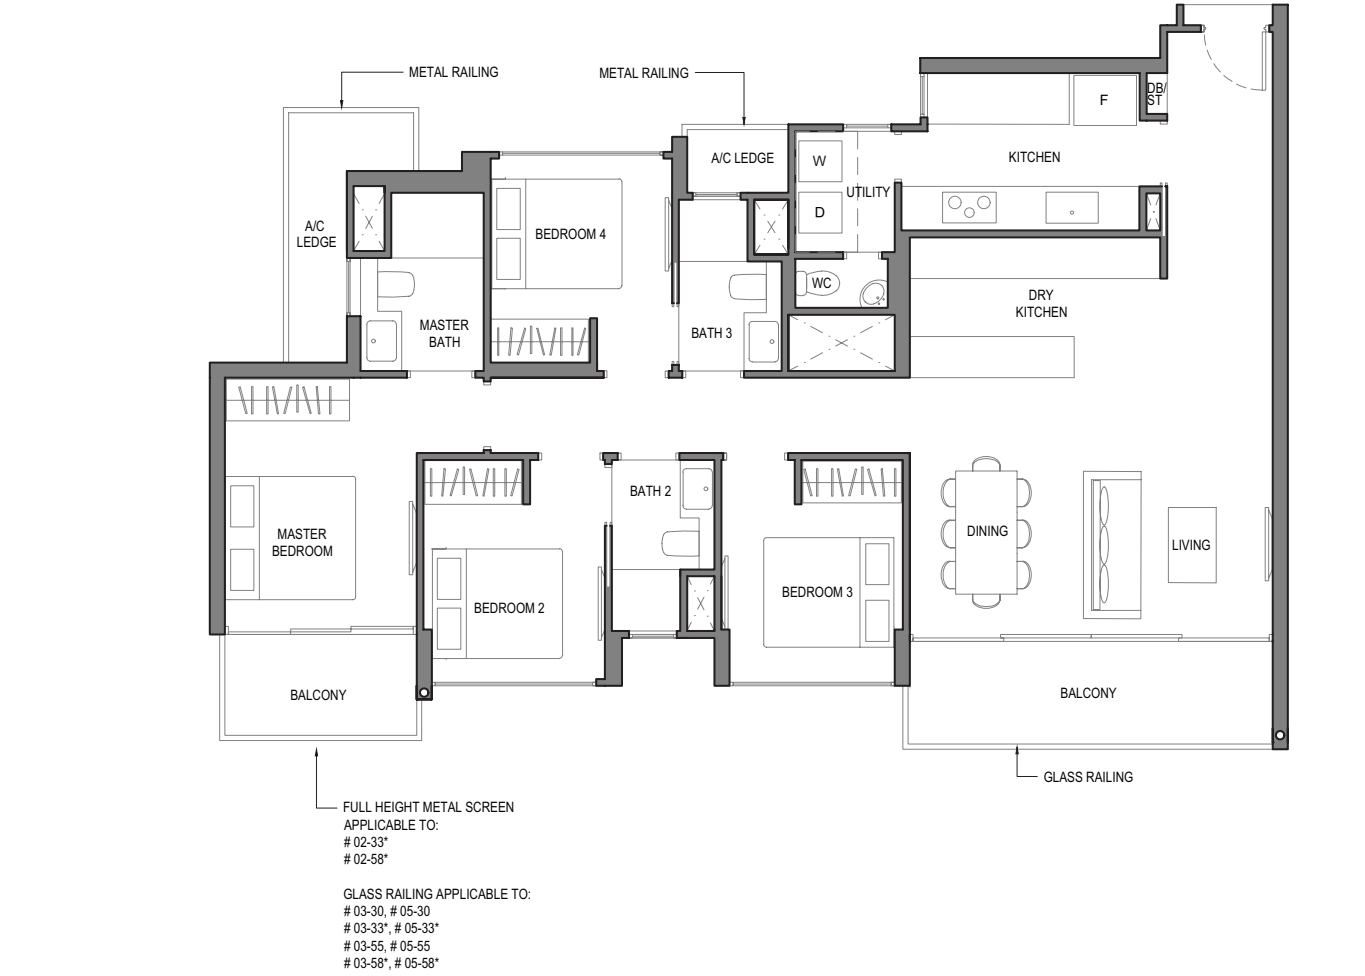 METAL RAILING
METAL RAILING
DB/
ST
F
KITCHEN
A/C LEDGE
W
UTILITY
D
A/C
LEDGE
BEDROOM 4
WC
DRY
KITCHEN
MASTER
BATH
BATH 3
BATH 2
MASTER
BEDROOM
DINING
LIVING
BEDROOM 2
BEDROOM 3
BALCONY
BALCONY
GLASS RAILING
FULL HEIGHT METAL SCREEN
APPLICABLE TO:
# 02-33*
# 02-58*
GLASS RAILING APPLICABLE TO:
# 03-30, # 05-30
# 03-33*, # 05-33*
# 03-55, # 05-55
# 03-58*, # 05-58*